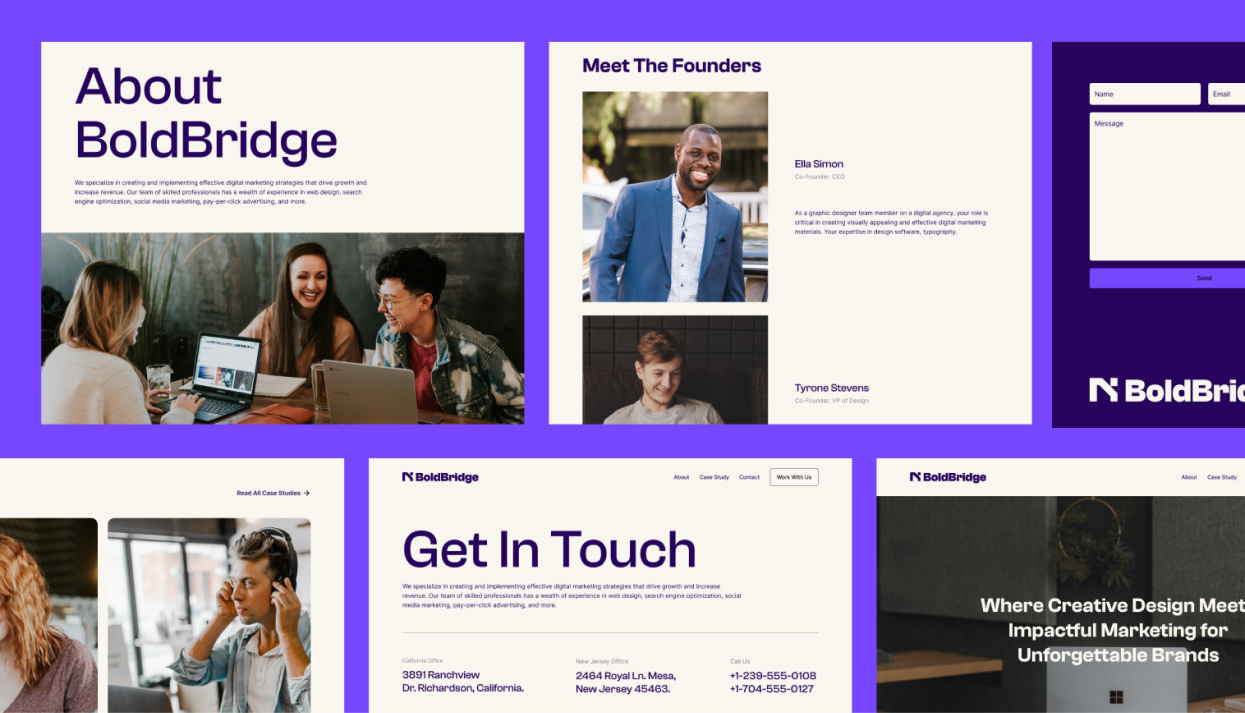 About
BoldBridge
We specialize in creating and implementing effective digital marketing strategies that drive growth and
increase revenue. Our team of skilled professionals has a wealth of experience in web design, search
engine optimization, social media marketing, pay-per-click advertising, and more.
Meet The Founders
Ella Simon
Co-Founder, CEO
As a graphic designer team member on a digital agency, your role is
critical in creating visually appealing and effective digital marketing
materials. Your expertise in design software, typography.
Tyrone Stevens
Co-Founder, VP of Design
Name
Email
Message
Send
BoldBrid
Read All Case Studies →
BoldBridge
About
Case Study
Contact
Work With Us
Get In Touch
We specialize in creating and implementing effective digital marketing strategies that drive growth and increase
revenue. Our team of skilled professionals has a wealth of experience in web design, search engine optimization, social
media marketing, pay-per-click advertising, and more.
California Office
3891 Ranchview
Dr. Richardson, California.
New Jersey Office
2464 Royal Ln. Mesa,
New Jersey 45463.
Call Us
+1-239-555-0108
+1-704-555-0127
BoldBridge
About
Case Study
Where Creative Design Meet
Impactful Marketing for
Unforgettable Brands